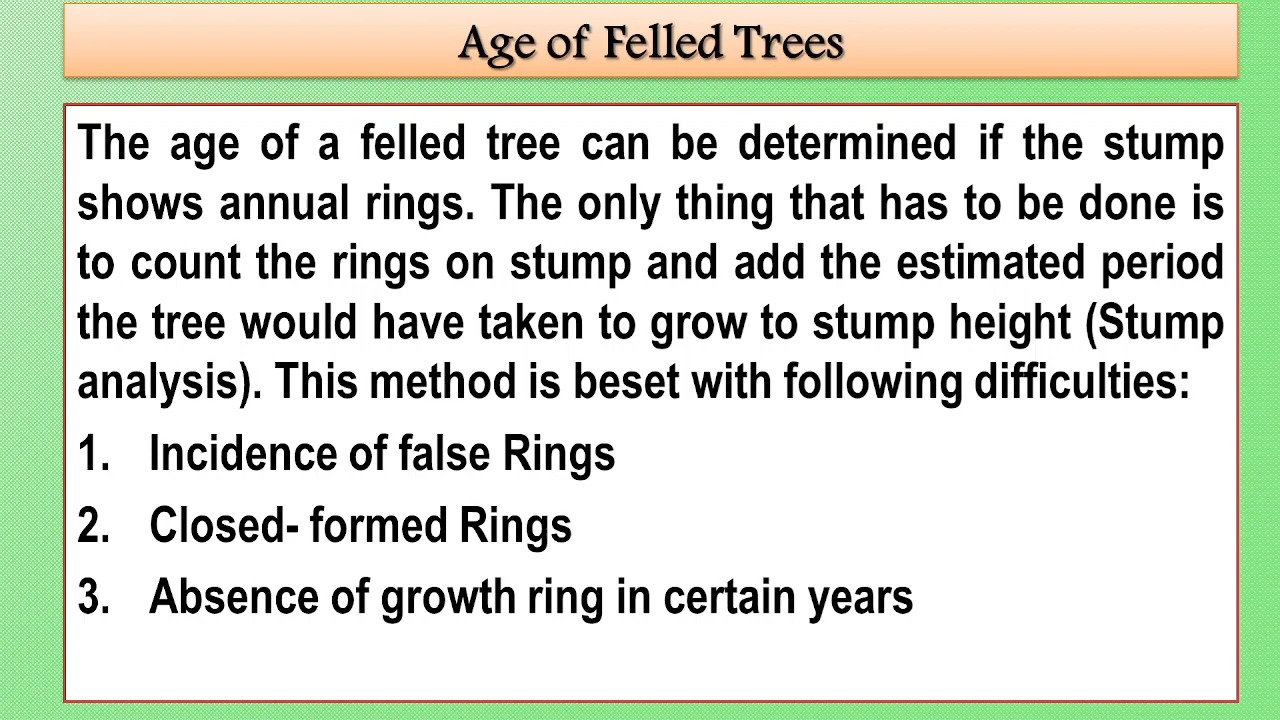 Age of Felled Trees
The age of a felled tree can be determined if the stump
shows annual rings. The only thing that has to be done is
to count the rings on stump and add the estimated period
the tree would have taken to grow to stump height (Stump
analysis). This method is beset with following difficulties:
1. Incidence of false Rings
2. Closed- formed Rings
3. Absence of growth ring in certain years